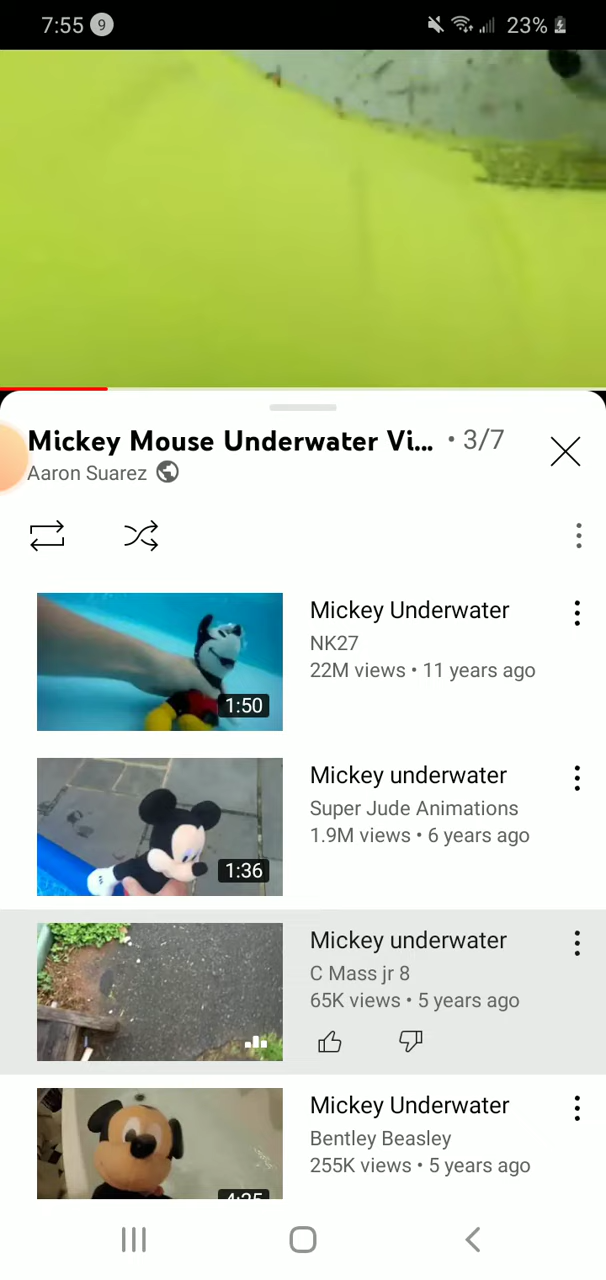 7:55 9 23%
Mickey Mouse Underwater Vi... • 3/7
Aaron Suarez
Mickey Underwater
NK27
22M views • 11 years ago
1:50
Mickey underwater
Super Jude Animations
1.9M views • 6 years ago
1:36
Mickey underwater
C Mass jr 8
65K views • 5 years ago
Mickey Underwater
Bentley Beasley
255K views • 5 years ago
4:25